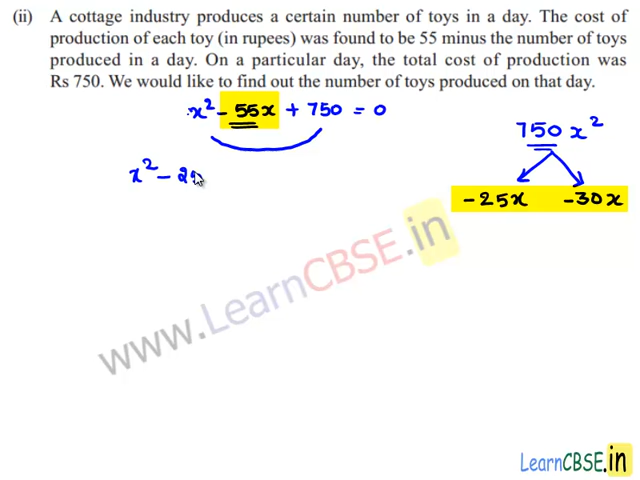 (ii) A cottage industry produces a certain number of toys in a day. The cost of
production of each toy (in rupees) was found to be 55 minus the number of toys
produced in a day. On a particular day, the total cost of production was
Rs 750. We would like to find out the number of toys produced on that day.
x² - 55x + 750 = 0
750x²
x² - 2
-25x -30x
www.LearnCBSE.in
LearnCBSE.in